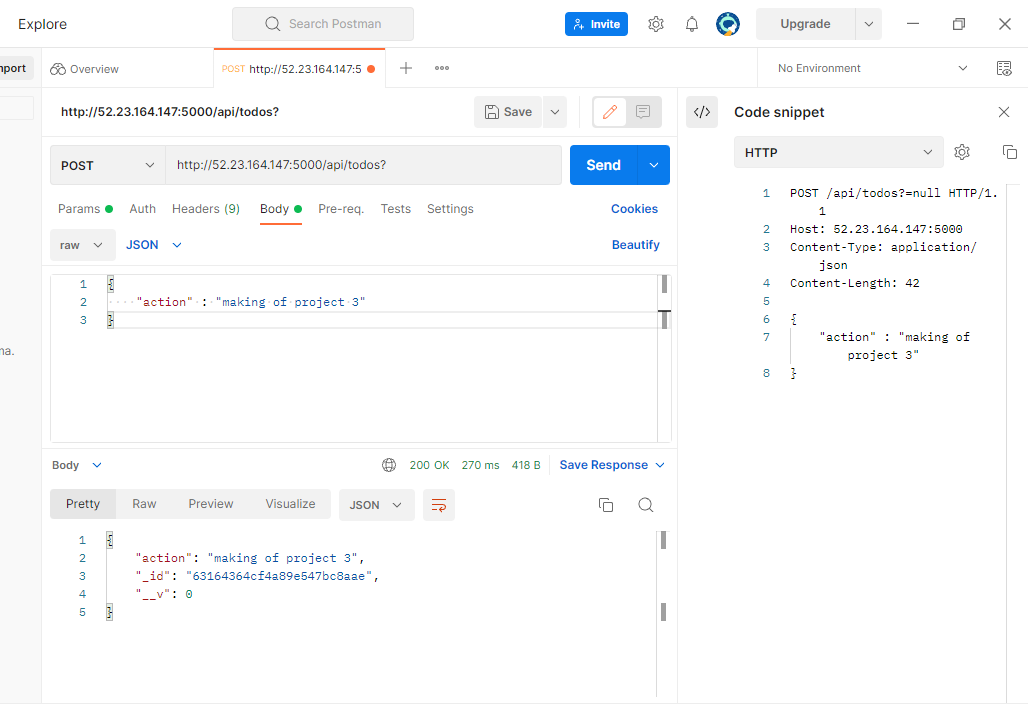 Explore
Search Postman
Invite
Upgrade
mport
Overview
POST http://52.23.164.147:5
No Environment
http://52.23.164.147:5000/api/todos?
Save
Code snippet
HTTP
POST
http://52.23.164.147:5000/api/todos?
Send
Params
Auth
Headers (9)
Body
Pre-req.
Tests
Settings
Cookies
raw
JSON
Beautify
1 {
2 "action" : "making of project 3"
3 }
1 POST /api/todos?=null HTTP/1.
1
2 Host: 52.23.164.147:5000
3 Content-Type: application/
json
4 Content-Length: 42
5
6 {
7 "action" : "making of
project 3"
8 }
na.
Body
200 OK
270 ms
418 B
Save Response
Pretty
Raw
Preview
Visualize
JSON
1 {
2 "action": "making of project 3",
3 "_id": "63164364cf4a89e547bc8aae",
4 "__v": 0
5 }